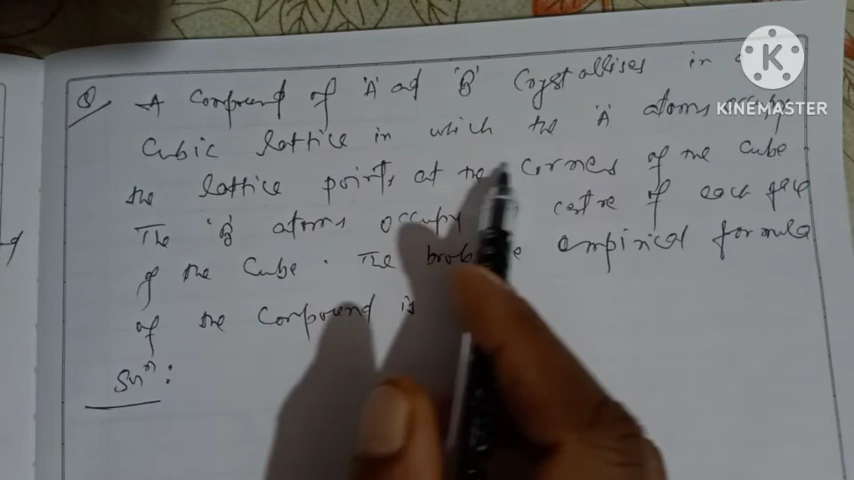 Q A compound of 'A' ad 'B' Crystallises in a
Cubic lattice in which the 'A' atoms occupy
the lattice points at the corners of the cube
The 'B' atoms occupy centre of each face
of the cube. The empirical formula
of the compound is
Solⁿ:
K
KINEMASTER